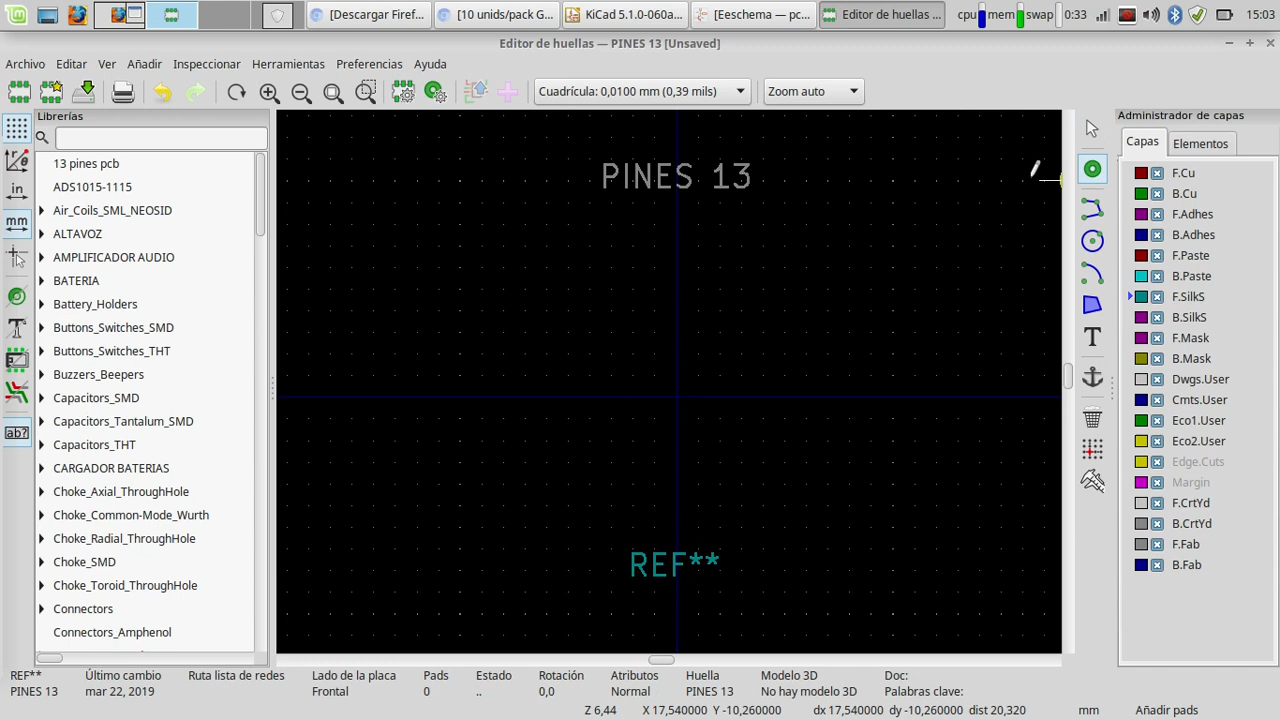 [Descargar Firef...
[10 unids/pack G...
KiCad 5.1.0-060a...
[Eeschema — pc...
Editor de huellas ...
cpu mem swap 0:33 15:03
Editor de huellas — PINES 13 [Unsaved]
Archivo Editar Ver Añadir Inspección Herramientas Preferencias Ayuda
Cuadrícula: 0,0100 mm (0,39 mils) Zoom auto
Librerías
13 pines pcb
ADS1015-1115
Air_Coils_SML_NEOSID
ALTAVOZ
AMPLIFICADOR AUDIO
BATERIA
Battery_Holders
Buttons_Switches_SMD
Buttons_Switches_THT
Buzzers_Beepers
Capacitors_SMD
Capacitors_Tantalum_SMD
Capacitors_THT
CARGADOR BATERIAS
Choke_Axial_ThroughHole
Choke_Common-Mode_Wurth
Choke_Radial_ThroughHole
Choke_SMD
Choke_Toroid_ThroughHole
Connectors
Connectors_Amphenol
in
mm
T
ab?
PINES 13
REF**
T
Administrador de capas
Capas Elementos
F.Cu
B.Cu
F.Adhes
B.Adhes
F.Paste
B.Paste
F.SilkS
B.SilkS
F.Mask
B.Mask
Dwgs.User
Cmts.User
Eco1.User
Eco2.User
Edge.Cuts
Margin
F.CrtYd
B.CrtYd
F.Fab
B.Fab
REF** Último cambio Ruta lista de redes Lado de la placa Pads Estado Rotación Atributos Huella Modelo 3D Doc:
PINES 13 mar 22, 2019 Frontal 0 .. 0,0 Normal PINES 13 No hay modelo 3D Palabras clave:
Z 6,44 X 17,540000 Y -10,260000 dx 17,540000 dy -10,260000 dist 20,320 mm Añadir pads